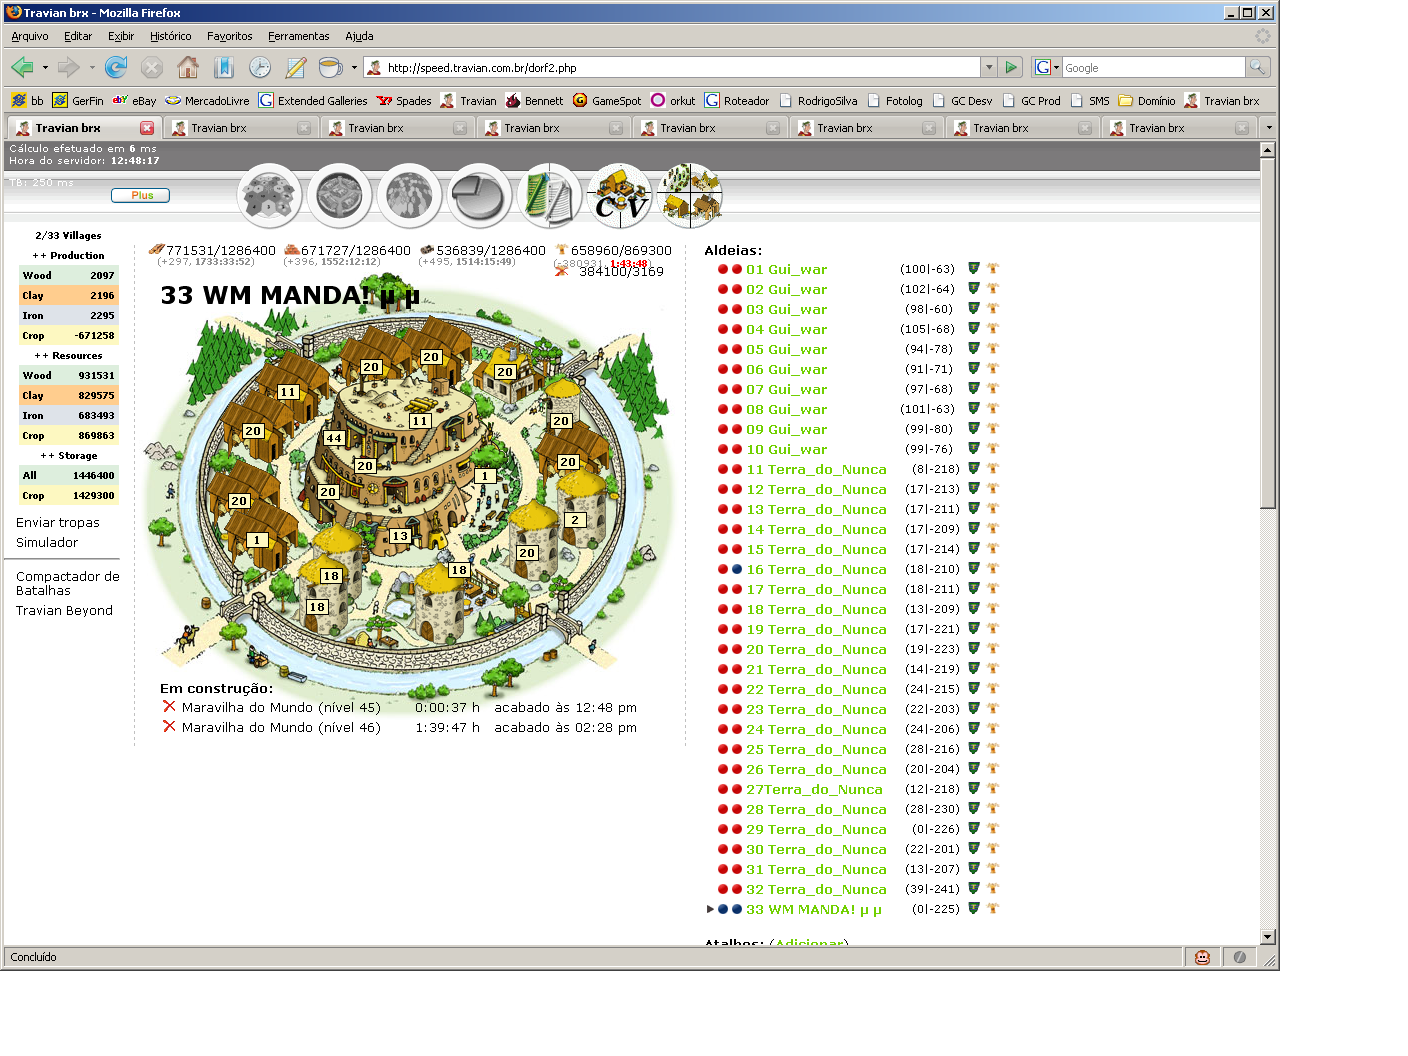 Travian brx - Mozilla Firefox
Arquivo Editar Exibir Histórico Favoritos Ferramentas Ajuda
http://speed.travian.com.br/dorf2.php
Google
bb GerFin eBay MercadoLivre Extended Galleries Spades Travian Bennett GameSpot orkut Roteador RodrigoSilva Fotolog GC Desv GC Prod SMS Domínio Travian brx
Travian brx Travian brx Travian brx Travian brx Travian brx Travian brx Travian brx Travian brx
Cálculo efetuado em 6 ms
Hora do servidor: 12:48:17
TB: 250 ms
Plus
C V
2/33 Villages
++ Production
Wood 2097
Clay 2196
Iron 2295
Crop -671258
++ Resources
Wood 931531
Clay 829575
Iron 683493
Crop 869863
++ Storage
All 1446400
Crop 1429300
Enviar tropas
Simulador
Compactador de
Batalhas
Travian Beyond
771531/1286400 671727/1286400 536839/1286400 658960/869300
(+297, 1733:33:52) (+396, 1552:12:12) (+495, 1514:15:49) (-380931, 1:43:48)
384100/3169
33 WM MANDA! µ µ
20
20
20
11
11
20
20
44
20
20
20
1
20
2
1
13
20
18
18
18
Em construção:
Maravilha do Mundo (nível 45) 0:00:37 h acabado às 12:48 pm
Maravilha do Mundo (nível 46) 1:39:47 h acabado às 02:28 pm
Aldeias:
01 Gui_war (100|-63)
02 Gui_war (102|-64)
03 Gui_war (98|-60)
04 Gui_war (105|-68)
05 Gui_war (94|-78)
06 Gui_war (91|-71)
07 Gui_war (97|-68)
08 Gui_war (101|-63)
09 Gui_war (99|-80)
10 Gui_war (99|-76)
11 Terra_do_Nunca (8|-218)
12 Terra_do_Nunca (17|-213)
13 Terra_do_Nunca (17|-211)
14 Terra_do_Nunca (17|-209)
15 Terra_do_Nunca (17|-214)
16 Terra_do_Nunca (18|-210)
17 Terra_do_Nunca (18|-211)
18 Terra_do_Nunca (13|-209)
19 Terra_do_Nunca (17|-221)
20 Terra_do_Nunca (19|-223)
21 Terra_do_Nunca (14|-219)
22 Terra_do_Nunca (24|-215)
23 Terra_do_Nunca (22|-203)
24 Terra_do_Nunca (24|-206)
25 Terra_do_Nunca (28|-216)
26 Terra_do_Nunca (20|-204)
27Terra_do_Nunca (12|-218)
28 Terra_do_Nunca (28|-230)
29 Terra_do_Nunca (0|-226)
30 Terra_do_Nunca (22|-201)
31 Terra_do_Nunca (13|-207)
32 Terra_do_Nunca (39|-241)
33 WM MANDA! µ µ (0|-225)
Atalhos: (Adicionar)
Concluído